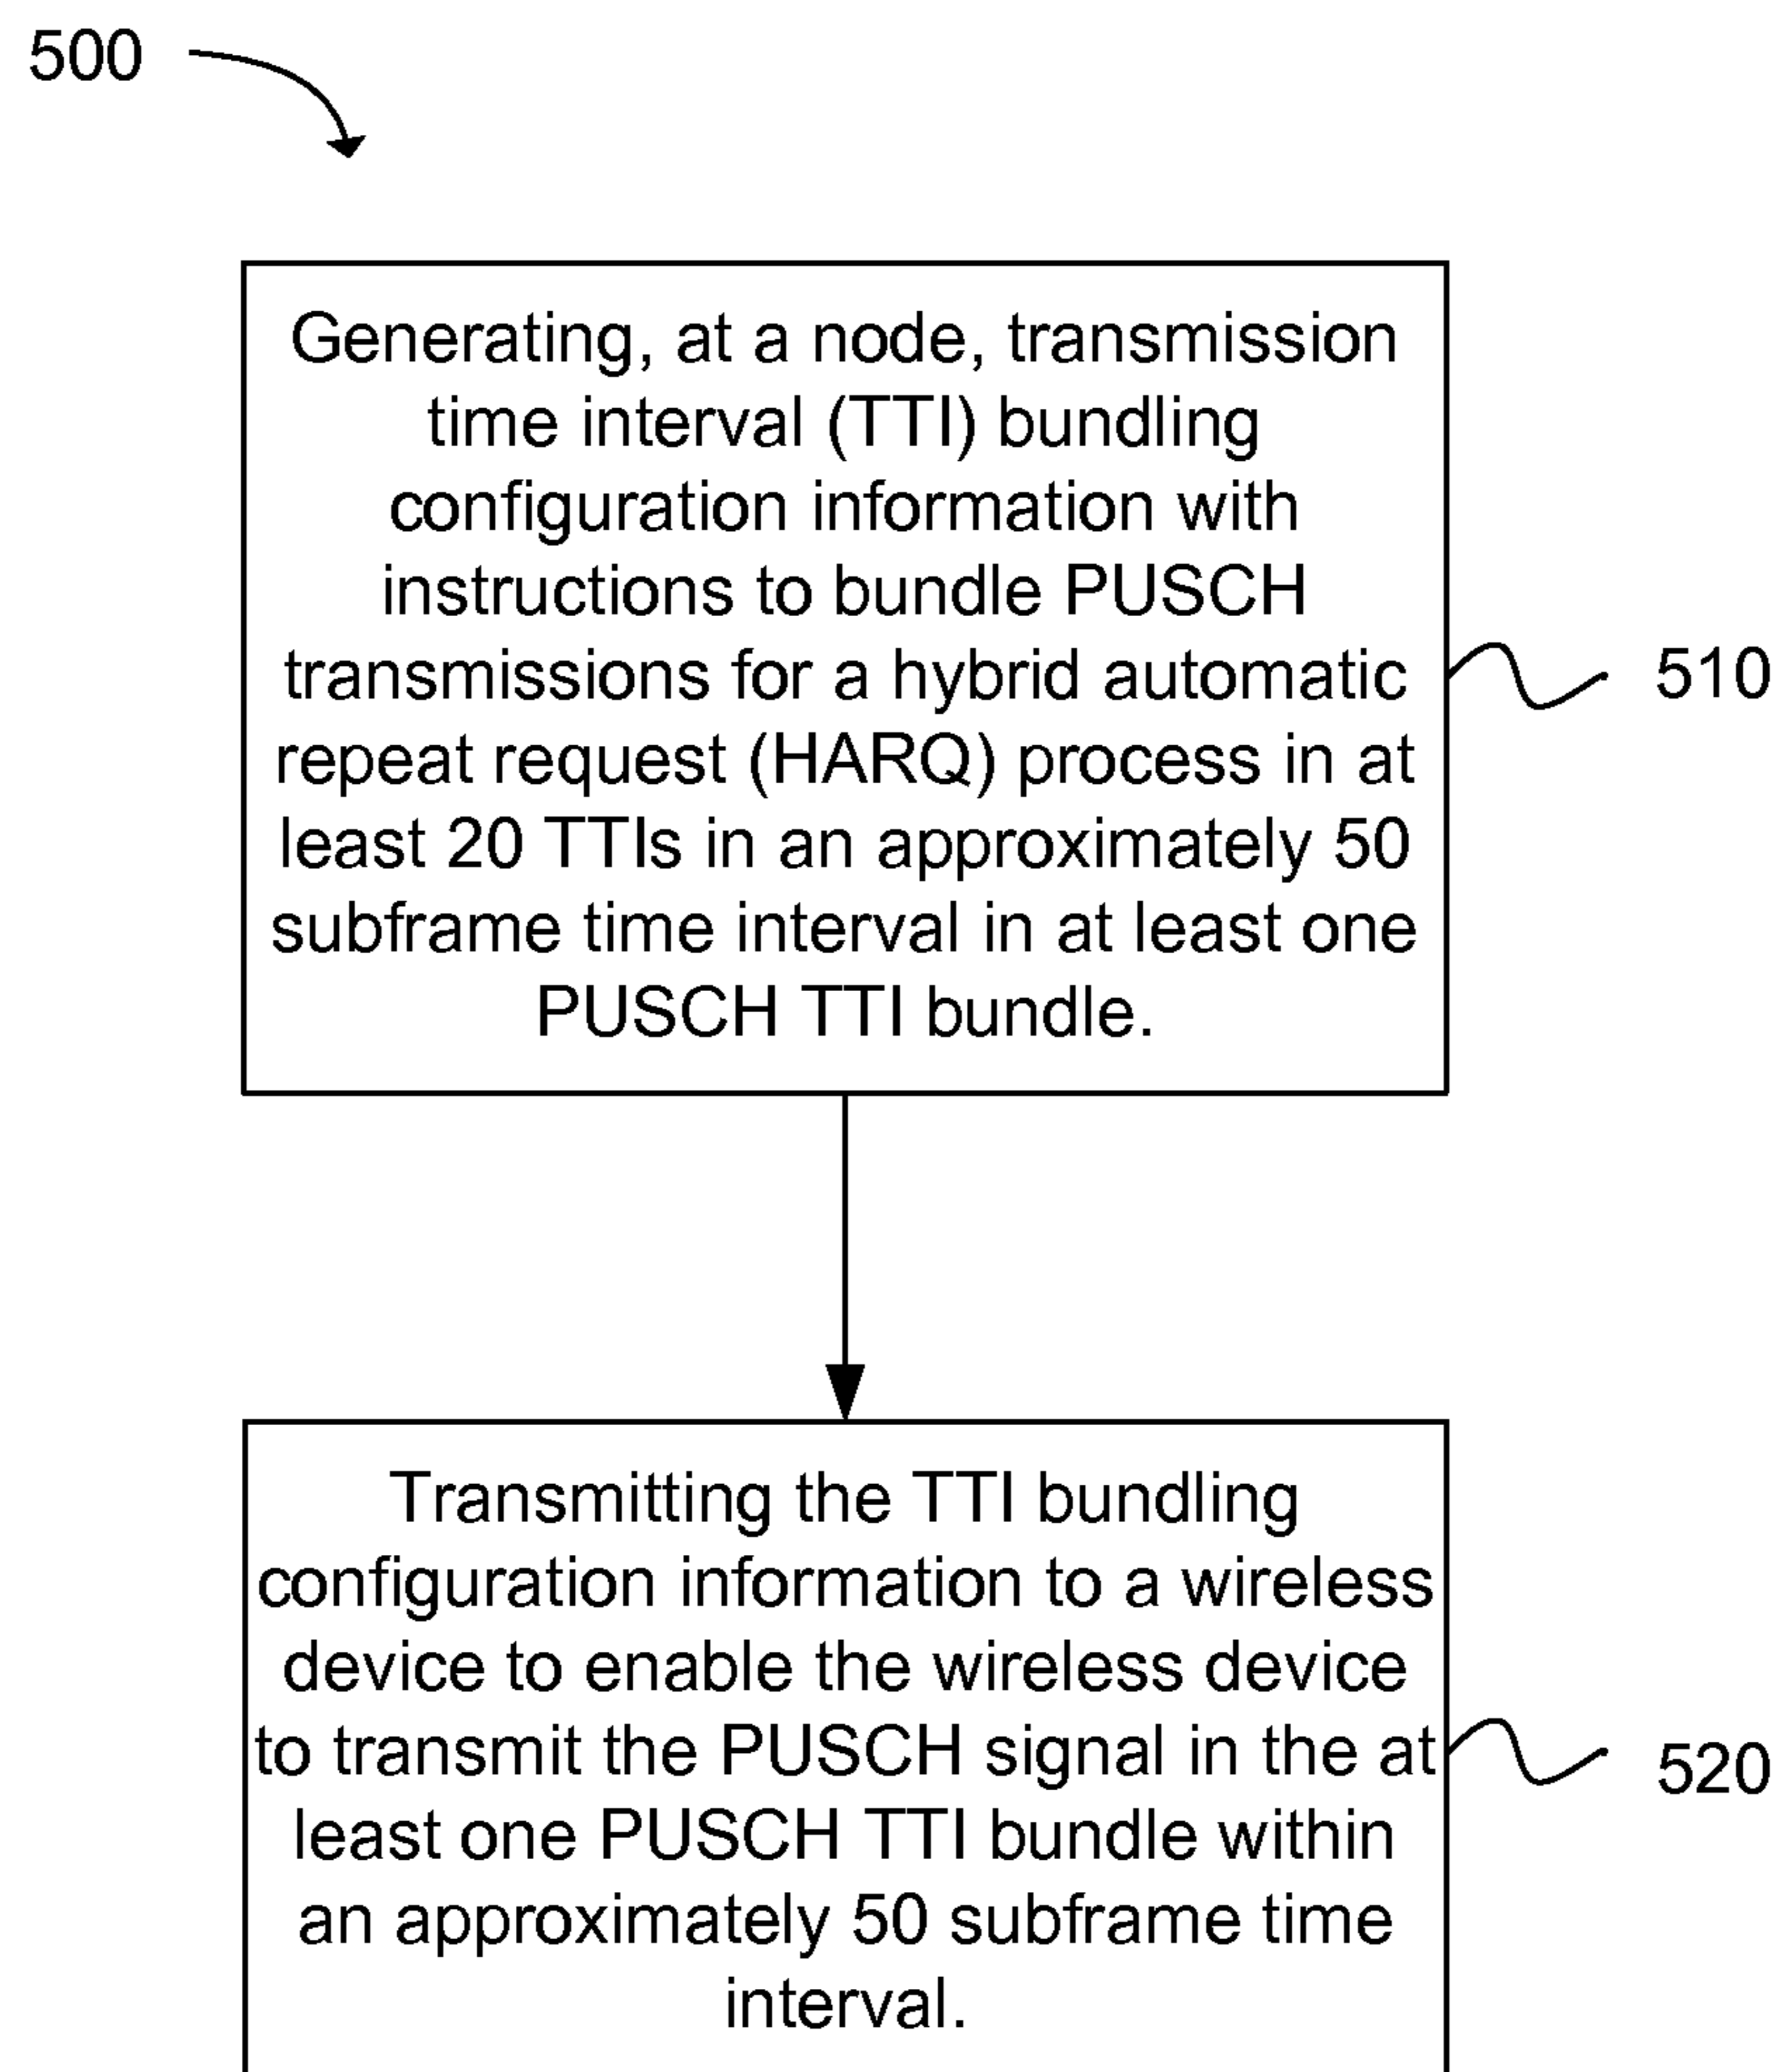 500
Generating, at a node, transmission
time interval (TTI) bundling
configuration information with
instructions to bundle PUSCH
transmissions for a hybrid automatic
repeat request (HARQ) process in at
least 20 TTIs in an approximately 50
subframe time interval in at least one
PUSCH TTI bundle.
510
Transmitting the TTI bundling
configuration information to a wireless
device to enable the wireless device
to transmit the PUSCH signal in the at
least one PUSCH TTI bundle within
an approximately 50 subframe time
interval.
520